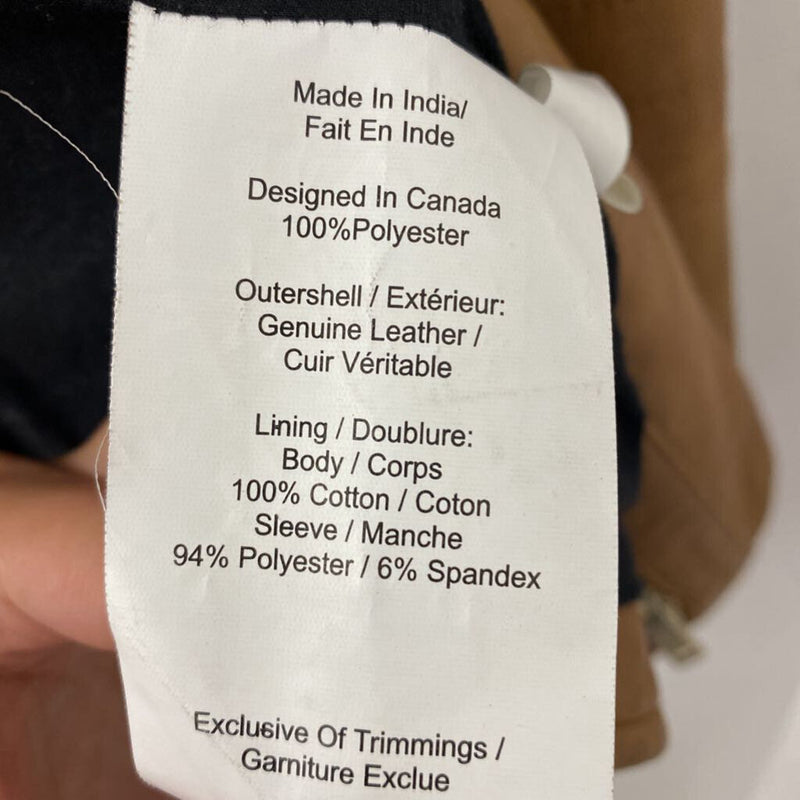 Made In India/
Fait En Inde
Designed In Canada
100%Polyester
Outershell / Extérieur:
Genuine Leather /
Cuir Véritable
Lining / Doublure:
Body / Corps
100% Cotton / Coton
Sleeve / Manche
94% Polyester / 6% Spandex
Exclusive Of Trimmings /
Garniture Exclue